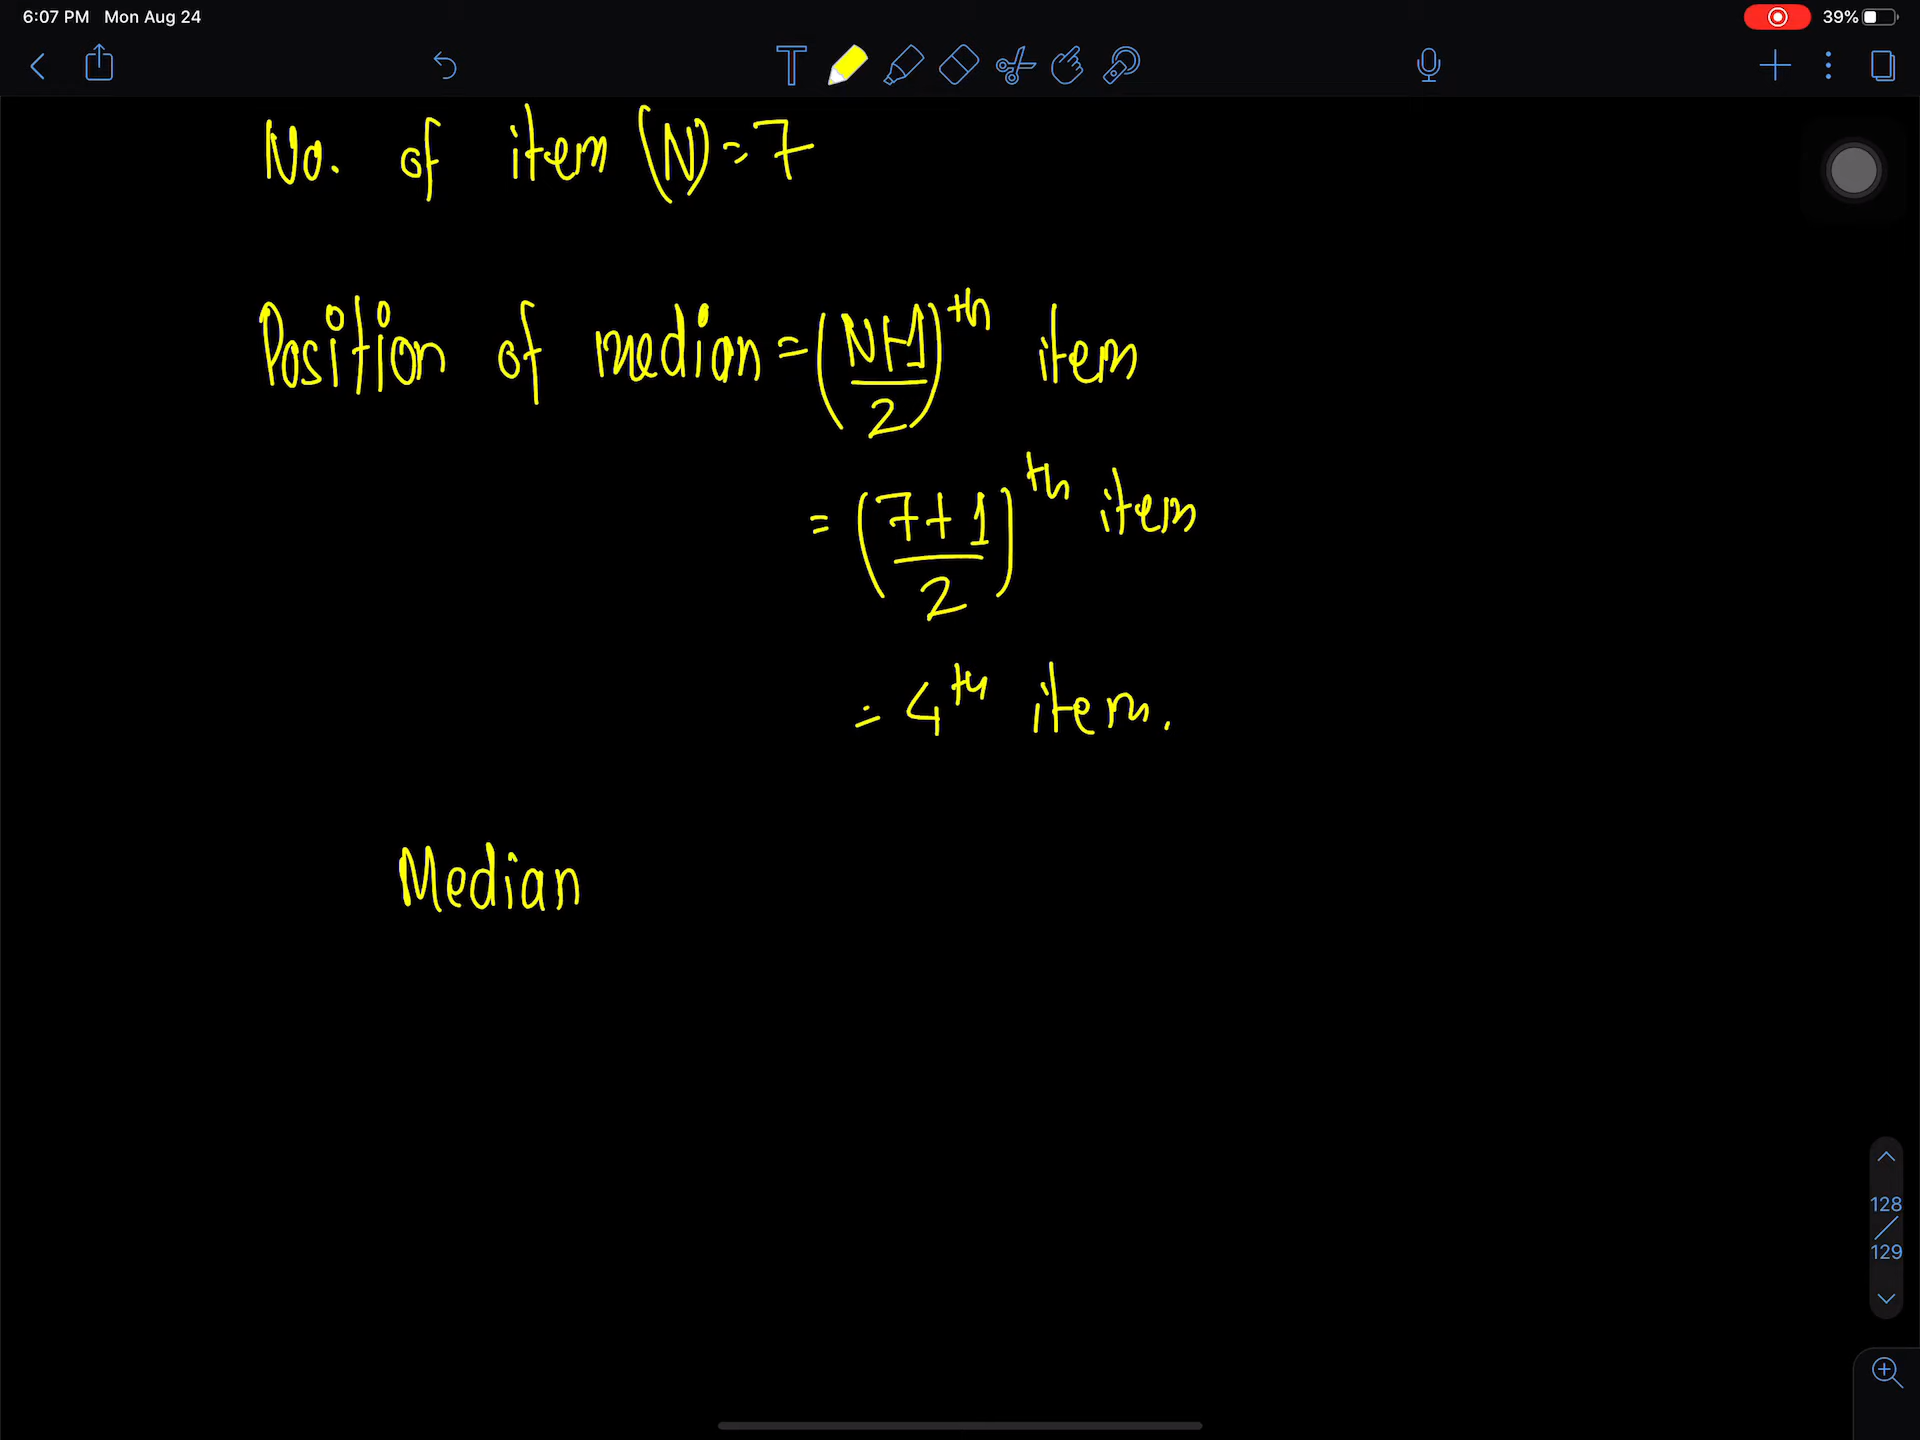 6:07 PM Mon Aug 24
39%
T
No. of item (N)=7
Position of median = (N+1/2)th item
= (7+1/2)th item
= 4th item.
Median
128
129